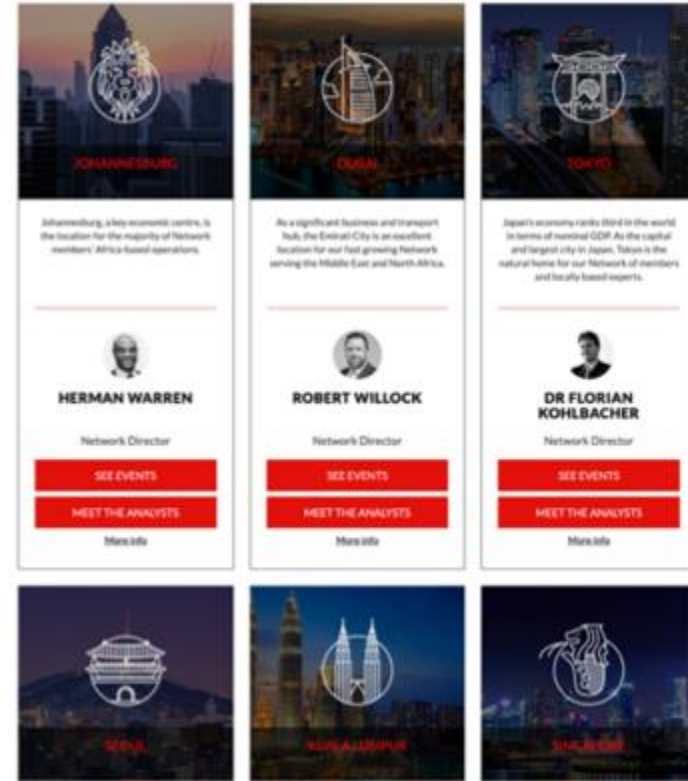 JOHANNESBURG
Johannesburg, a key economic centre, is
the location for the majority of Network
members' Africa-based operations.
HERMAN WARREN
Network Director
SEE EVENTS
MEET THE ANALYSTS
More info
DUBAI
As a significant business and transport
hub, the Emirati City is an excellent
location for our fast growing Network
serving the Middle East and North Africa.
ROBERT WILLOCK
Network Director
SEE EVENTS
MEET THE ANALYSTS
More info
TOKYO
Japan's economy ranks third in the world
in terms of nominal GDP. As the capital
and largest city in Japan, Tokyo is the
natural home for our Network of members
and locally based experts.
DR FLORIAN
KOHLBACHER
Network Director
SEE EVENTS
MEET THE ANALYSTS
More info
SEOUL
KUALA LUMPUR
SINGAPORE